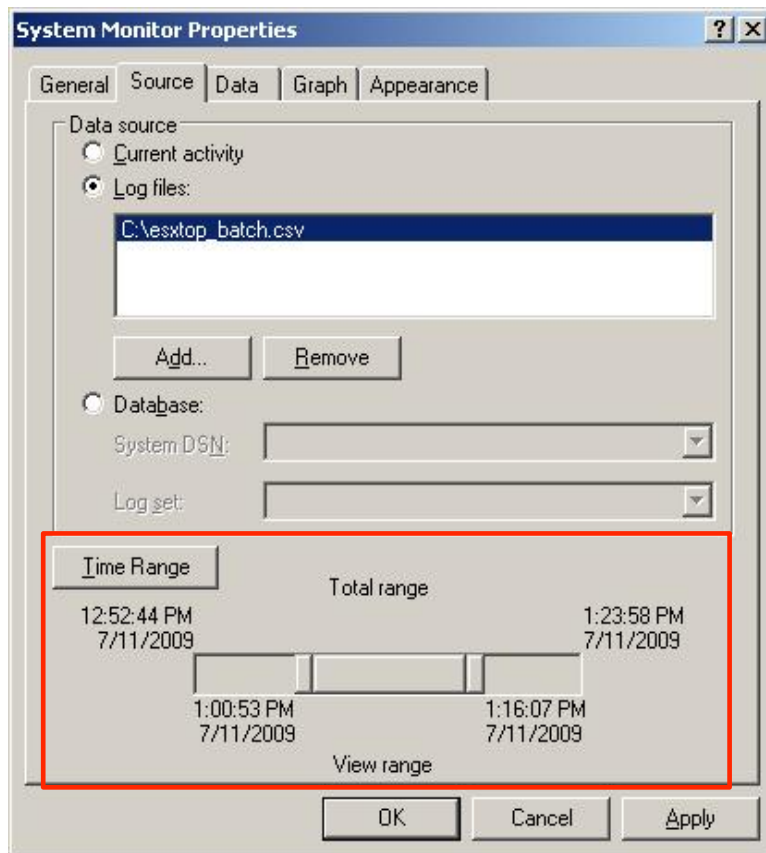 System Monitor Properties
General Source Data Graph Appearance
Data source
Current activity
Log files:
C:\esxtop_batch.csv
Add... Remove
Database:
System DSN:
Log set:
Time Range
Total range
12:52:44 PM 1:23:58 PM
7/11/2009 7/11/2009
1:00:53 PM 1:16:07 PM
7/11/2009 7/11/2009
View range
OK Cancel Apply